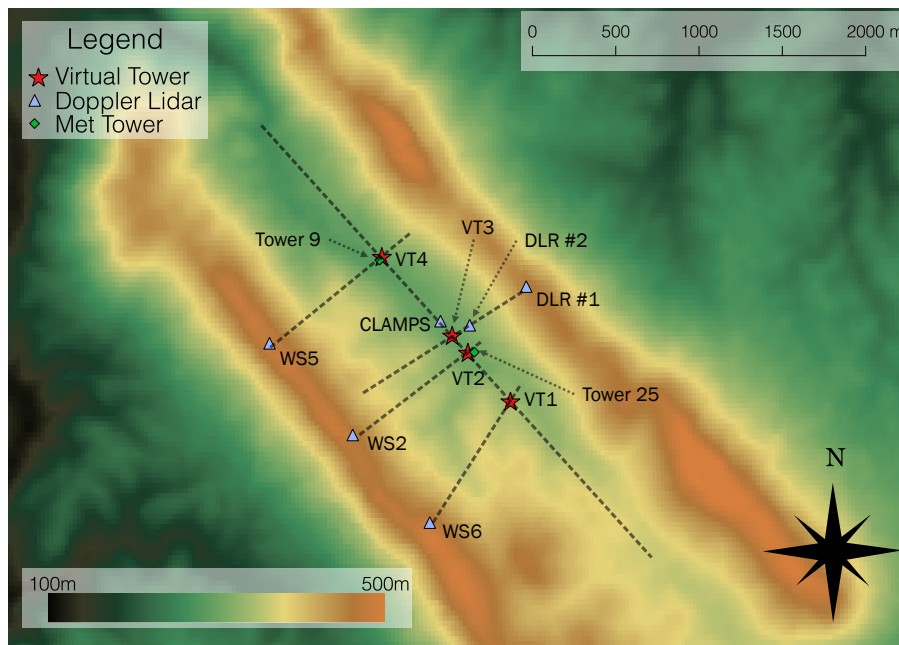 Legend
Virtual Tower
Doppler Lidar
Met Tower
0 500 1000 1500 2000 m
VT3
Tower 9
DLR #2
VT4
DLR #1
CLAMPS
WS5
VT2
Tower 25
VT1
WS2
N
WS6
100m 500m